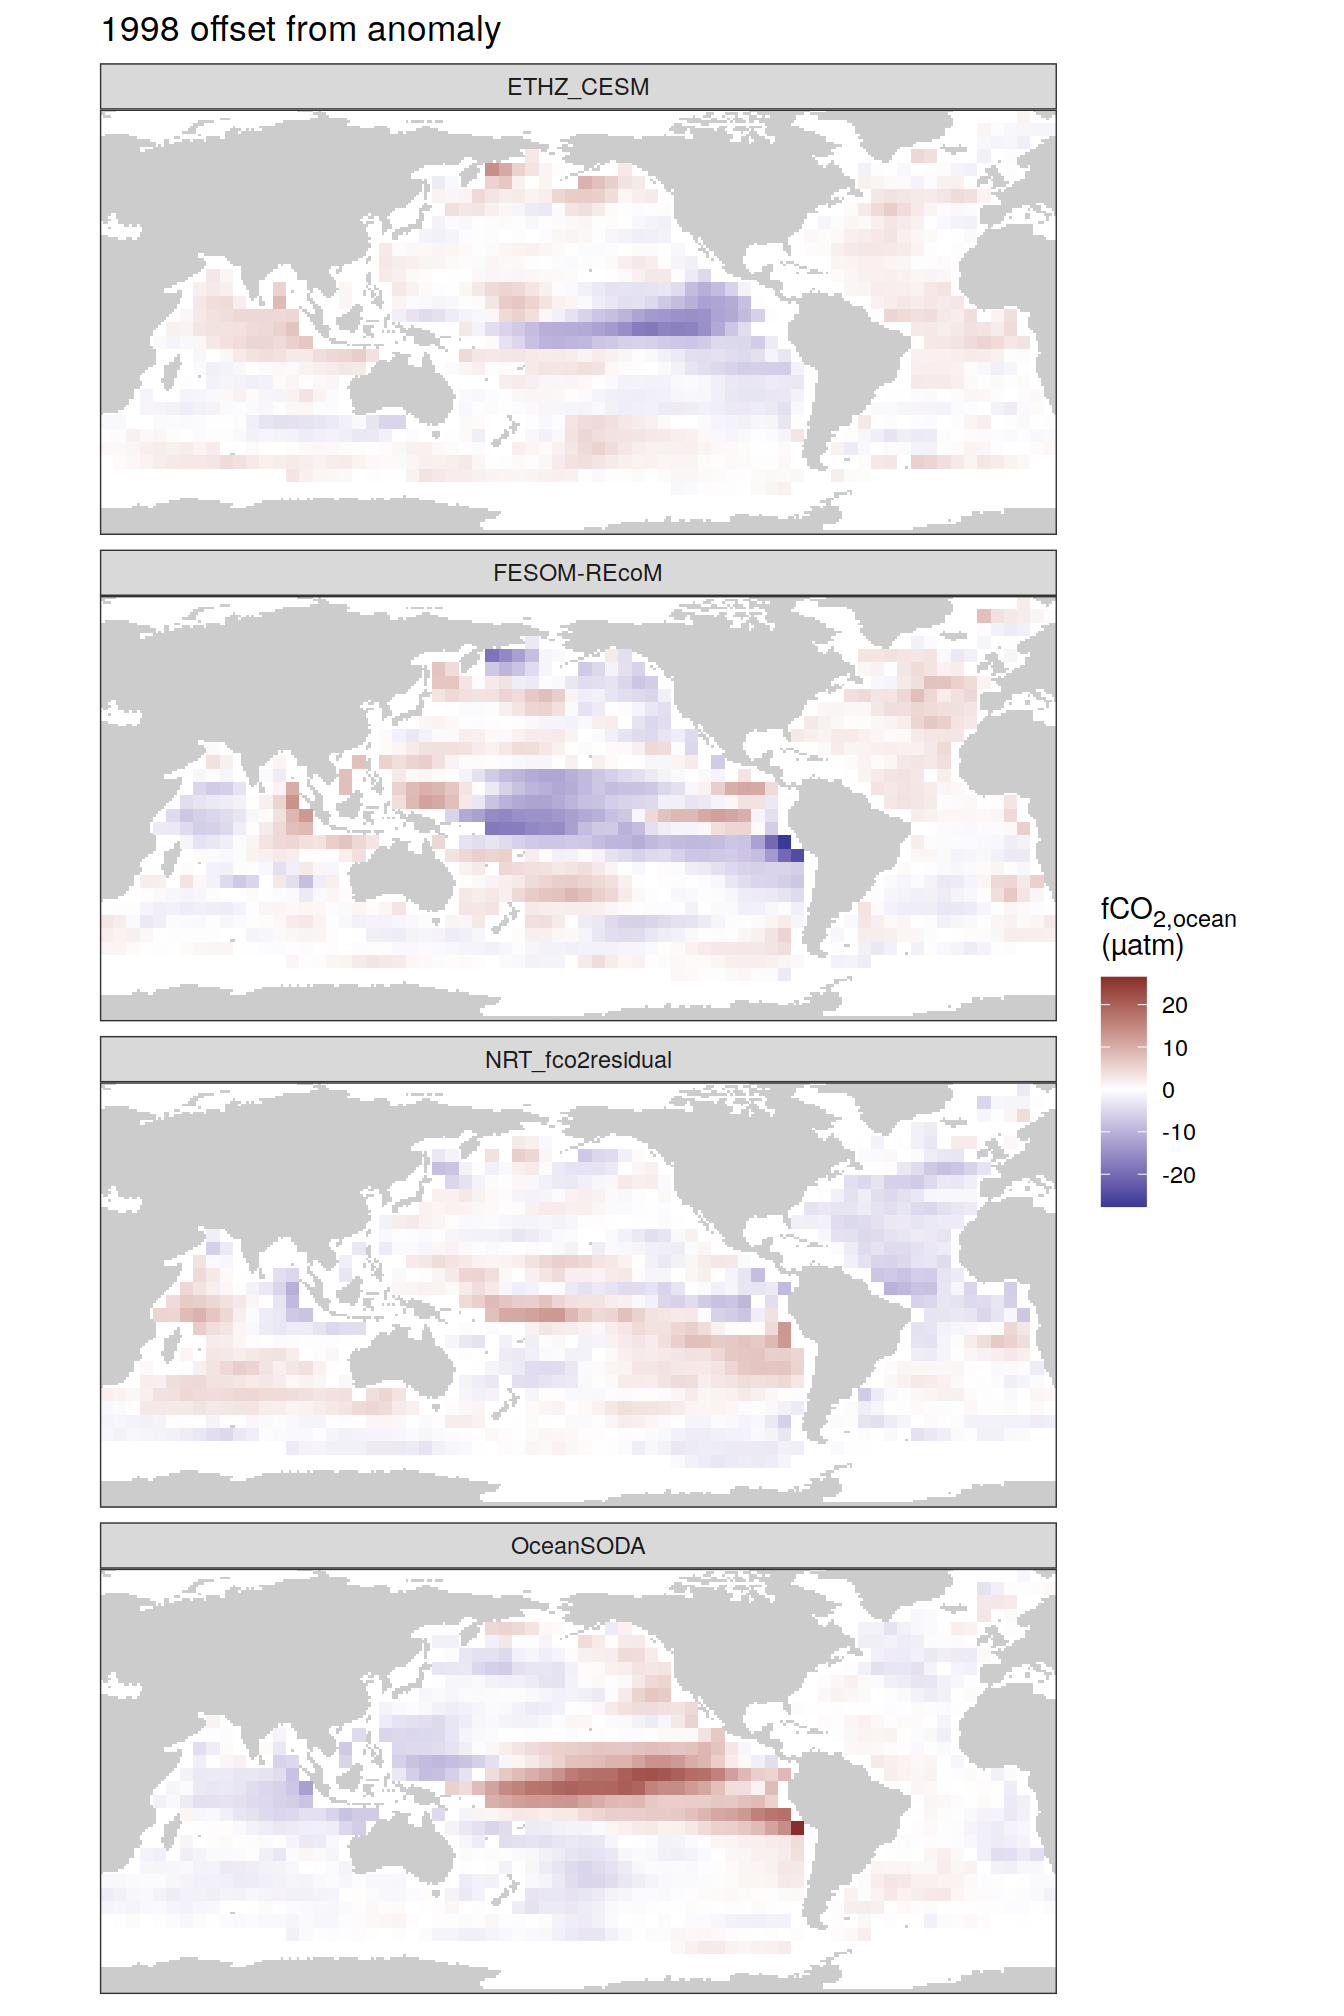 1998 offset from anomaly
ETHZ_CESM
FESOM-REcoM
NRT_fco2residual
OceanSODA
fCO2,ocean
(µatm)
20
10
0
-10
-20